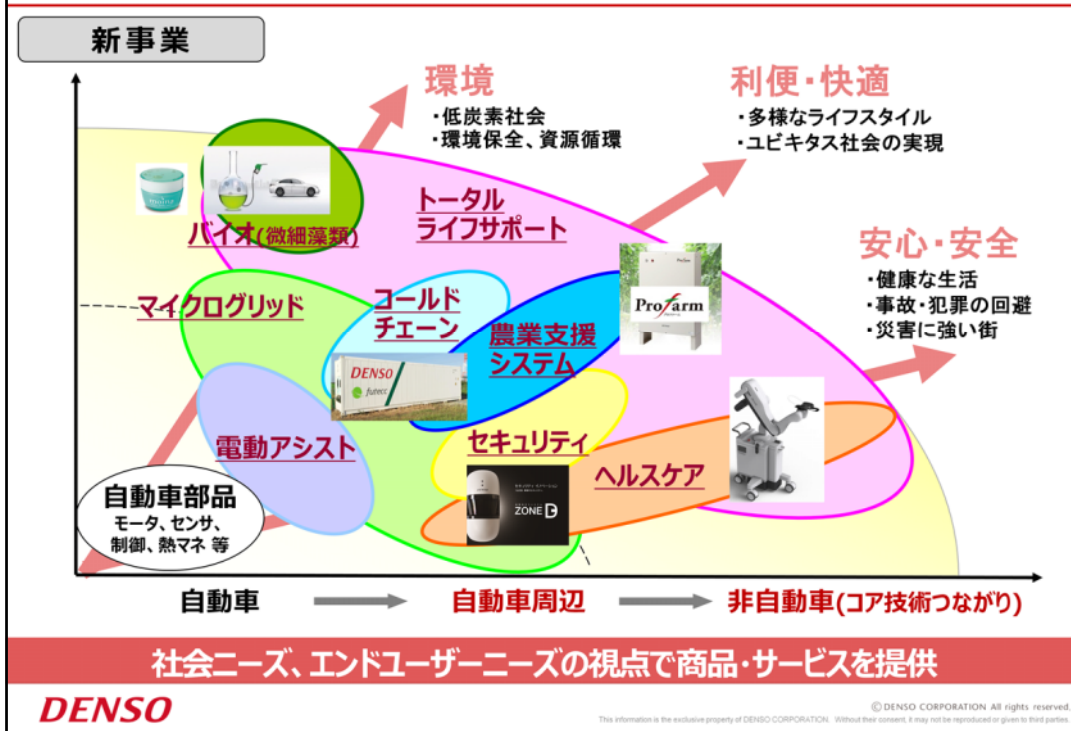 新事業
環境
・低炭素社会
・環境保全、資源循環
利便・快適
・多様なライフスタイル
・ユビキタス社会の実現
安心・安全
・健康な生活
・事故・犯罪の回避
・災害に強い街
トータル
ライフサポート
バイオ(微細藻類)
マイクログリッド
コールド
チェーン
農業支援
システム
ProFarm
DENSO
futecc
電動アシスト
セキュリティ
ZONE D
ヘルスケア
自動車部品
モータ、センサ、
制御、熱マネ 等
自動車
自動車周辺
非自動車(コア技術つながり)
社会ニーズ、エンドユーザーニーズの視点で商品・サービスを提供
DENSO
© DENSO CORPORATION All rights reserved.
This information is the exclusive property of DENSO CORPORATION. Without their consent, it may not be reproduced or given to third parties.